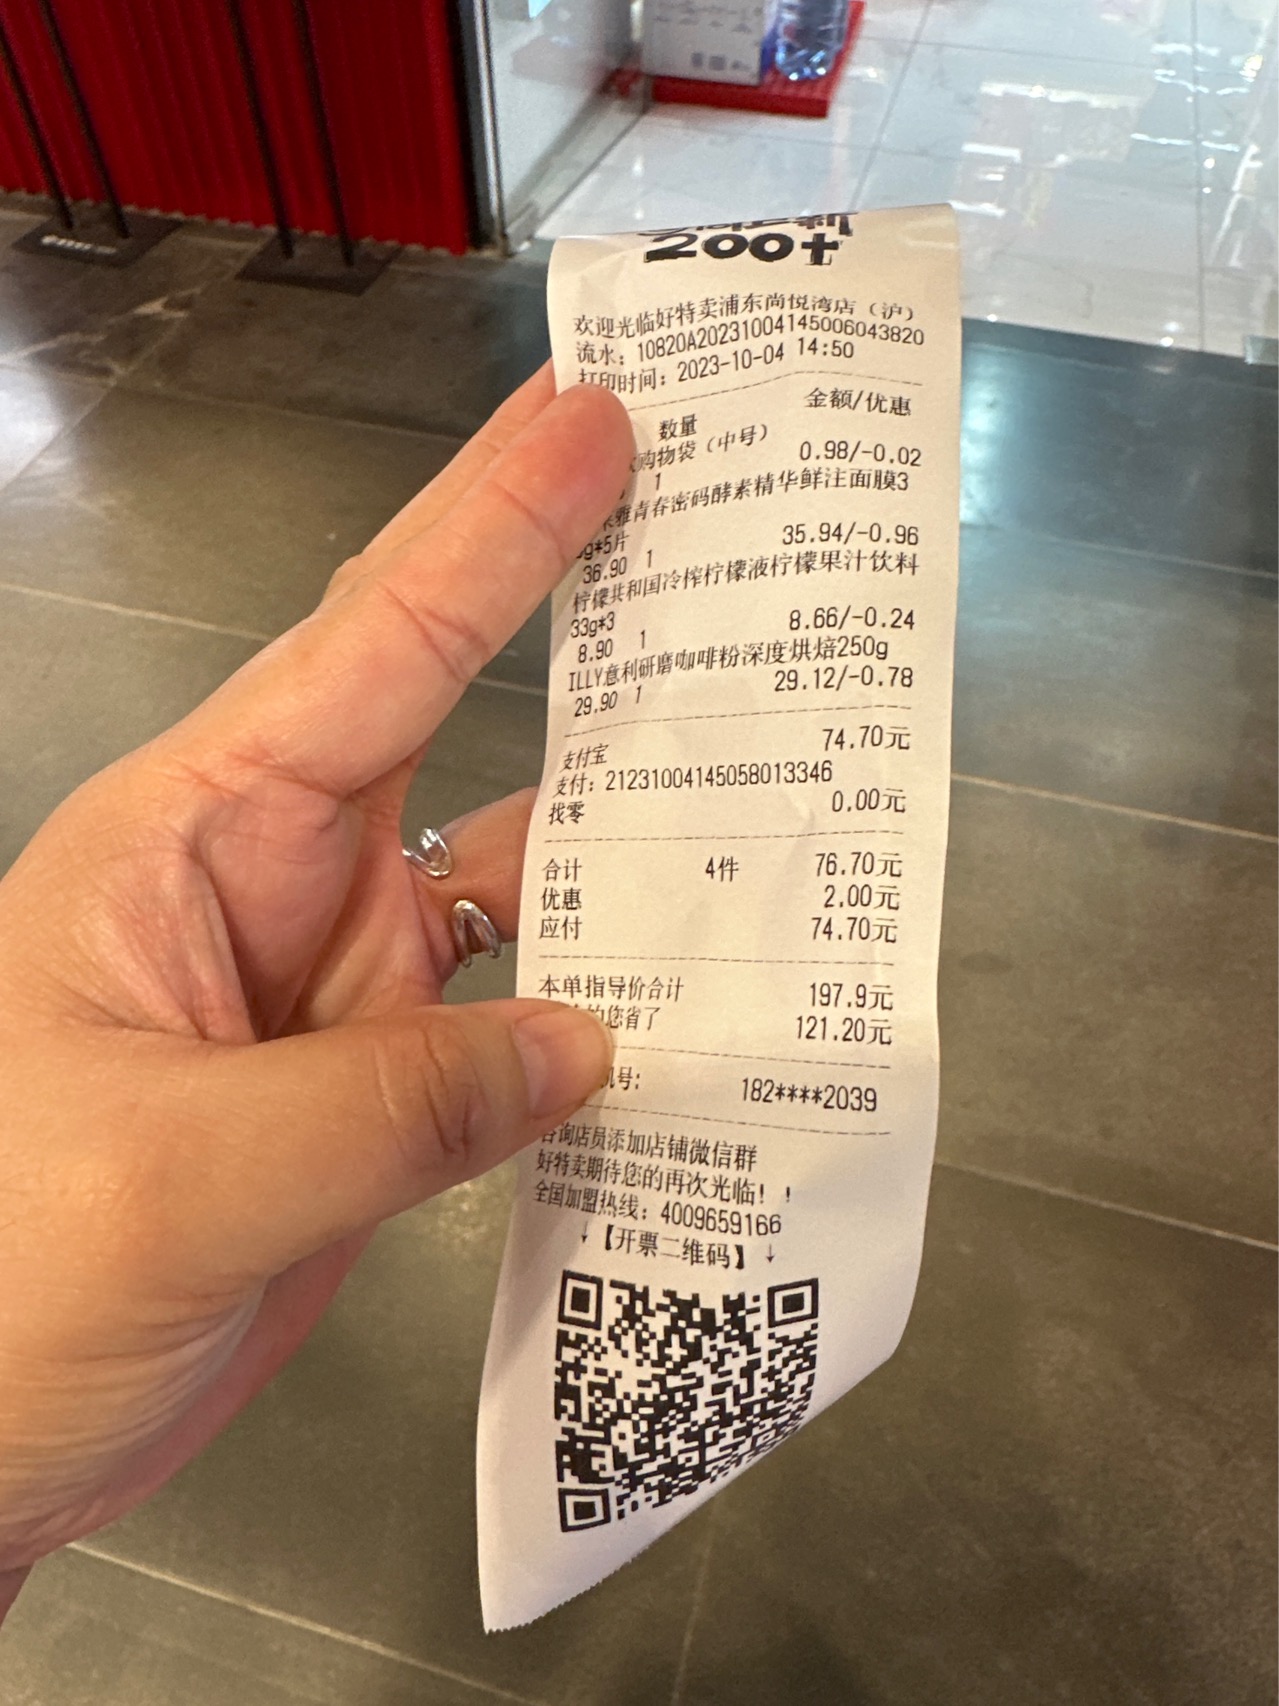 200+
欢迎光临好特卖浦东尚悦湾店（沪）
流水：10820A20231004145006043820
打印时间：2023-10-04 14:50
数量 金额/优惠
购物袋（中号）
1 0.98/-0.02
雅青春密码酵素精华鲜注面膜3
g*5片
36.90 1 35.94/-0.96
柠檬共和国冷榨柠檬液柠檬果汁饮料
33g*3
8.90 1 8.66/-0.24
ILLY意利研磨咖啡粉深度烘焙250g
29.90 1 29.12/-0.78
支付宝 74.70元
支付：21231004145058013346
找零 0.00元
合计 4件 76.70元
优惠 2.00元
应付 74.70元
本单指导价合计 197.9元
您省了 121.20元
机号: 182****2039
咨询店员添加店铺微信群
好特卖期待您的再次光临！！
全国加盟热线：4009659166
↓【开票二维码】↓